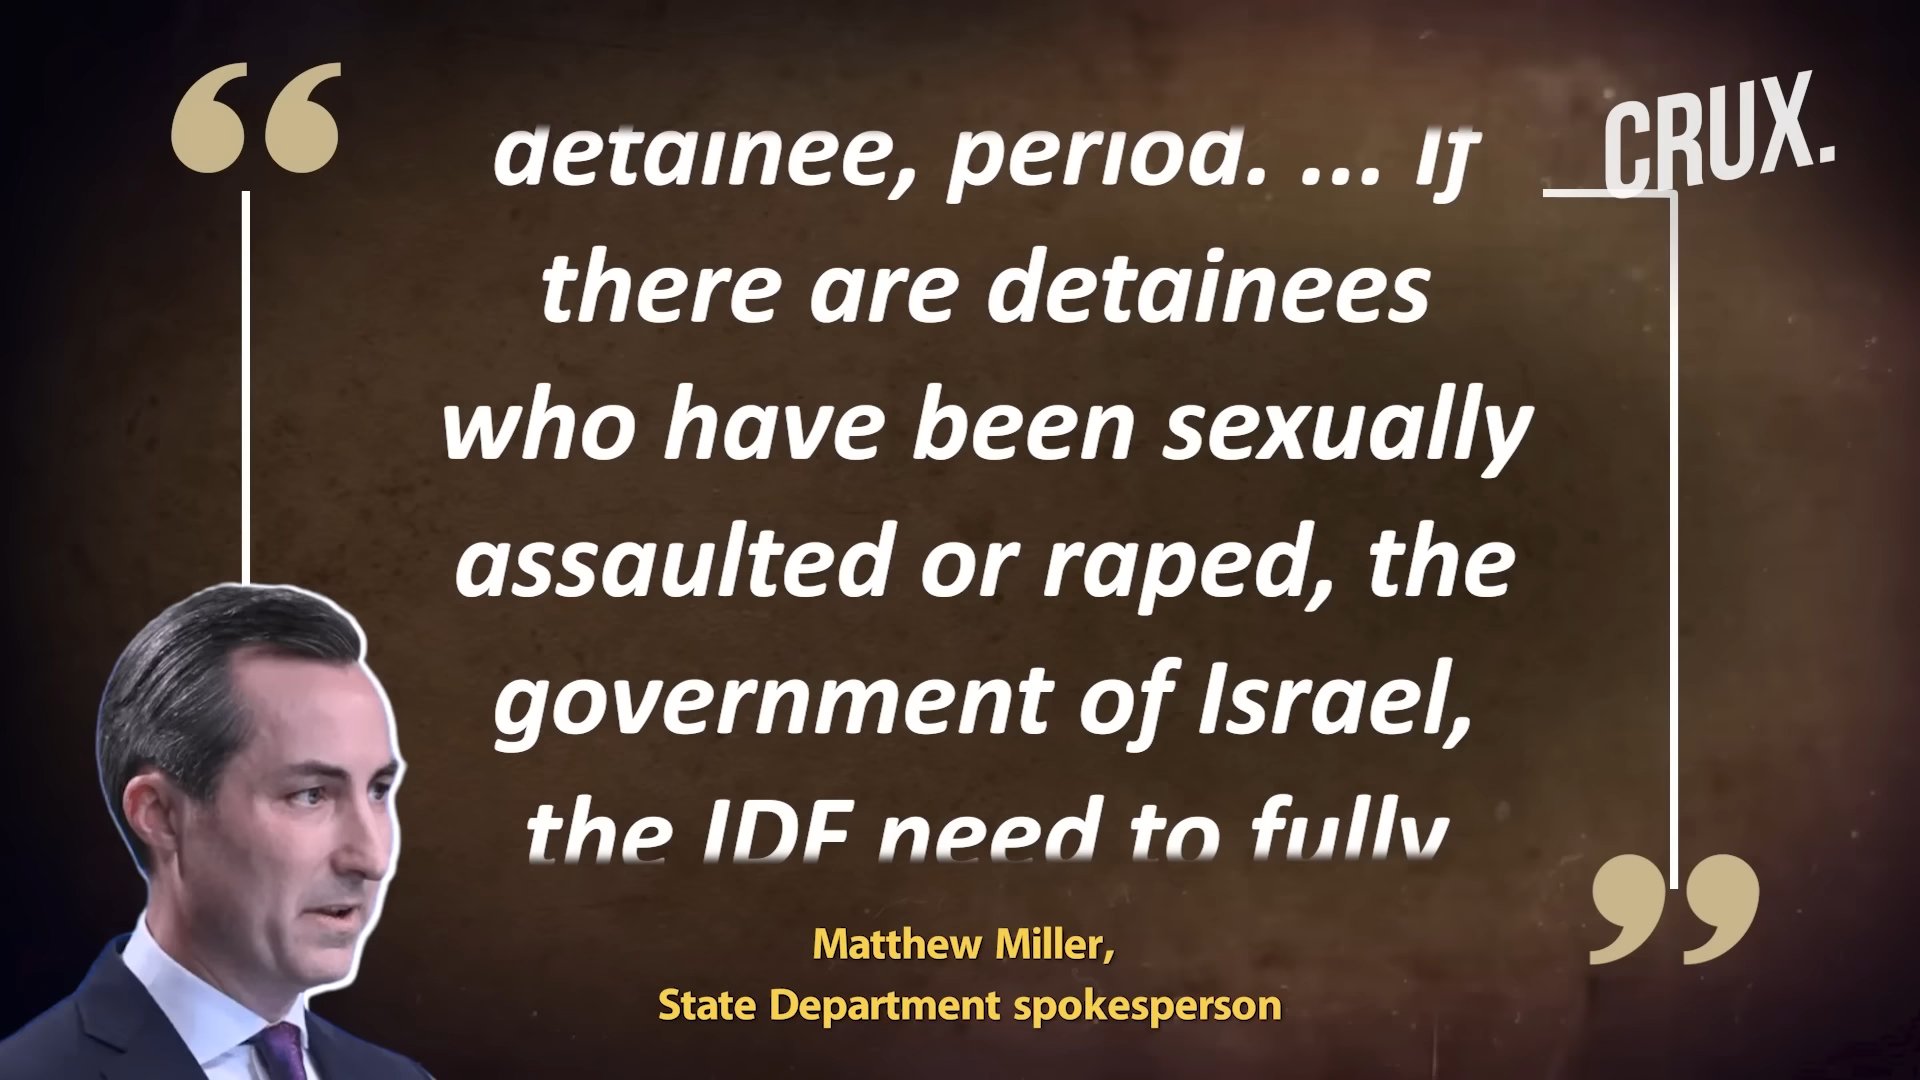 CRUX.
detainee, period. ... If
there are detainees
who have been sexually
assaulted or raped, the
government of Israel,
the IDF need to fully
Matthew Miller,
State Department spokesperson